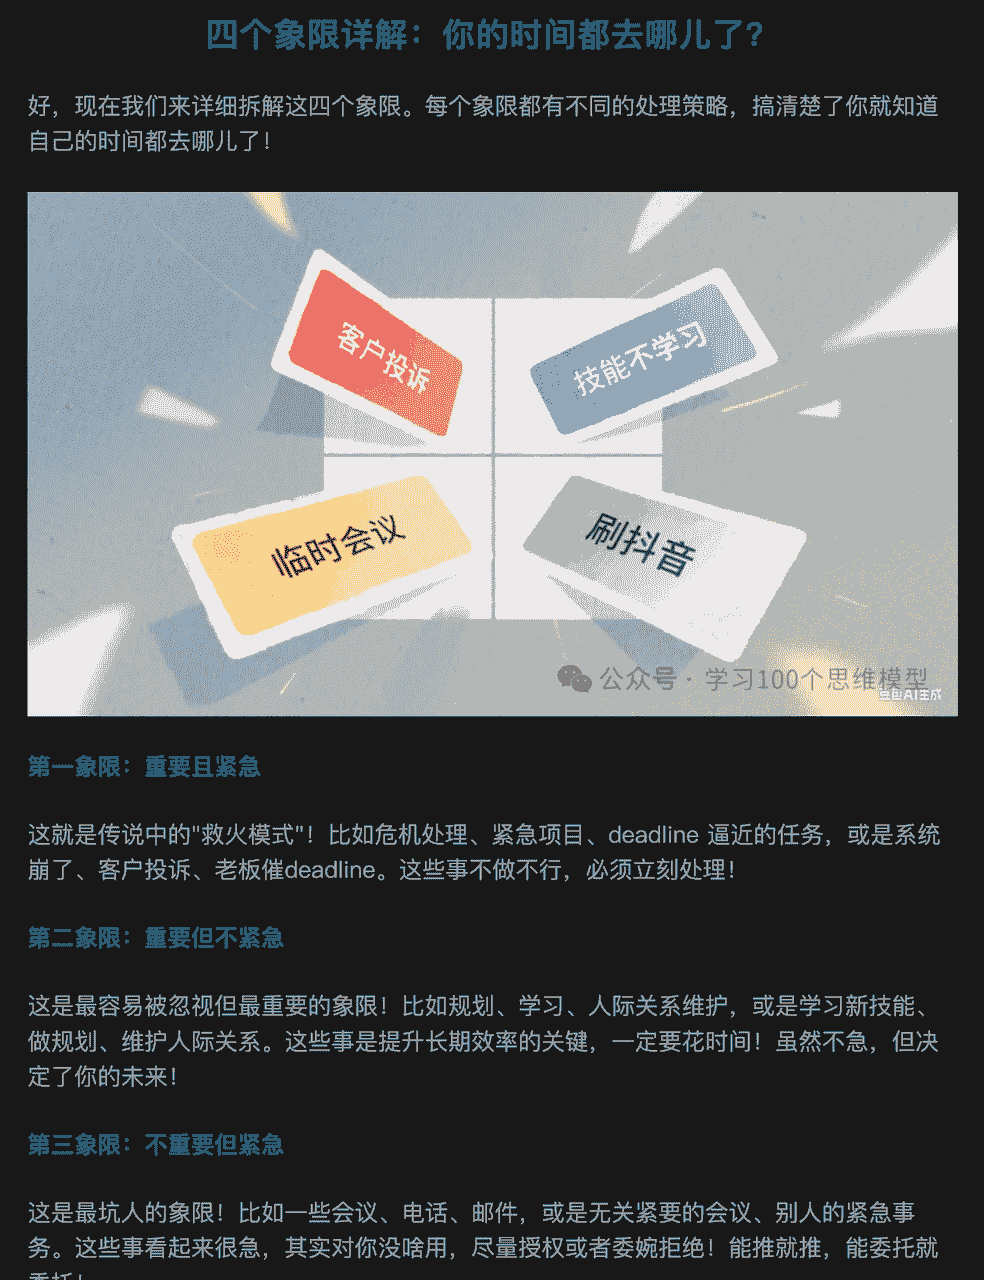 四个象限详解：你的时间都去哪儿了？
好，现在我们来详细拆解这四个象限。每个象限都有不同的处理策略，搞清楚了你就知道
自己的时间都去哪儿了！
客户投诉
技能不学习
临时会议
刷抖音
公众号 · 学习100个思维模型
豆包AI生成
第一象限：重要且紧急
这就是传说中的"救火模式"！比如危机处理、紧急项目、deadline 逼近的任务，或是系统
崩了、客户投诉、老板催deadline。这些事不做不行，必须立刻处理！
第二象限：重要但不紧急
这是最容易被忽视但最重要的象限！比如规划、学习、人际关系维护，或是学习新技能、
做规划、维护人际关系。这些事是提升长期效率的关键，一定要花时间！虽然不急，但决
定了你的未来！
第三象限：不重要但紧急
这是最坑人的象限！比如一些会议、电话、邮件，或是无关紧要的会议、别人的紧急事
务。这些事看起来很急，其实对你没啥用，尽量授权或者委婉拒绝！能推就推，能委托就
委托！